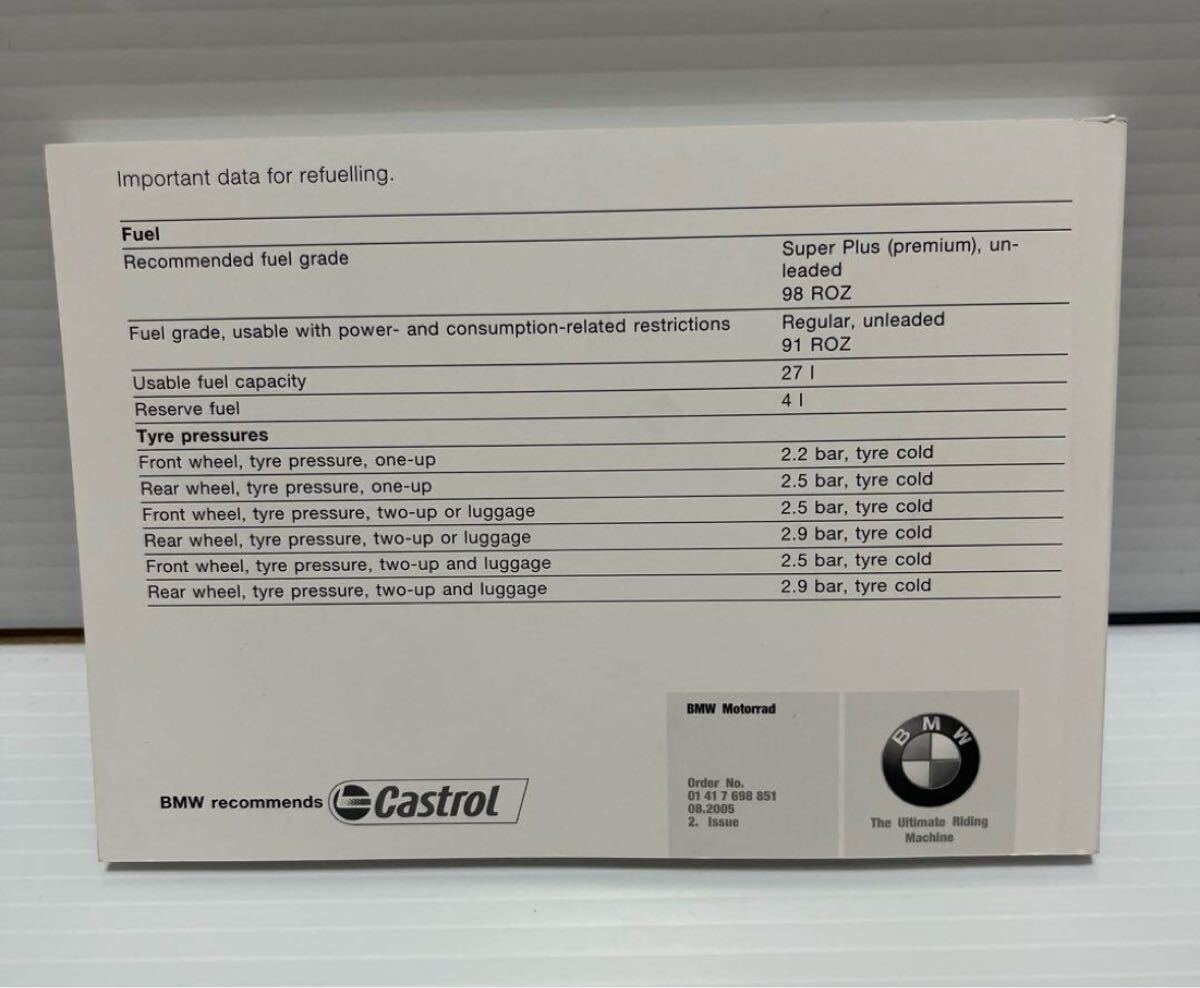 Important data for refuelling.
Fuel
Recommended fuel grade Super Plus (premium), un-
leaded
98 ROZ
Fuel grade, usable with power- and consumption-related restrictions Regular, unleaded
91 ROZ
Usable fuel capacity 27 l
Reserve fuel 4 l
Tyre pressures
Front wheel, tyre pressure, one-up 2.2 bar, tyre cold
Rear wheel, tyre pressure, one-up 2.5 bar, tyre cold
Front wheel, tyre pressure, two-up or luggage 2.5 bar, tyre cold
Rear wheel, tyre pressure, two-up or luggage 2.9 bar, tyre cold
Front wheel, tyre pressure, two-up and luggage 2.5 bar, tyre cold
Rear wheel, tyre pressure, two-up and luggage 2.9 bar, tyre cold
BMW recommends Castrol
BMW Motorrad
Order No.
01 41 7 698 851
08.2005
2. Issue
BMW
The Ultimate Riding
Machine